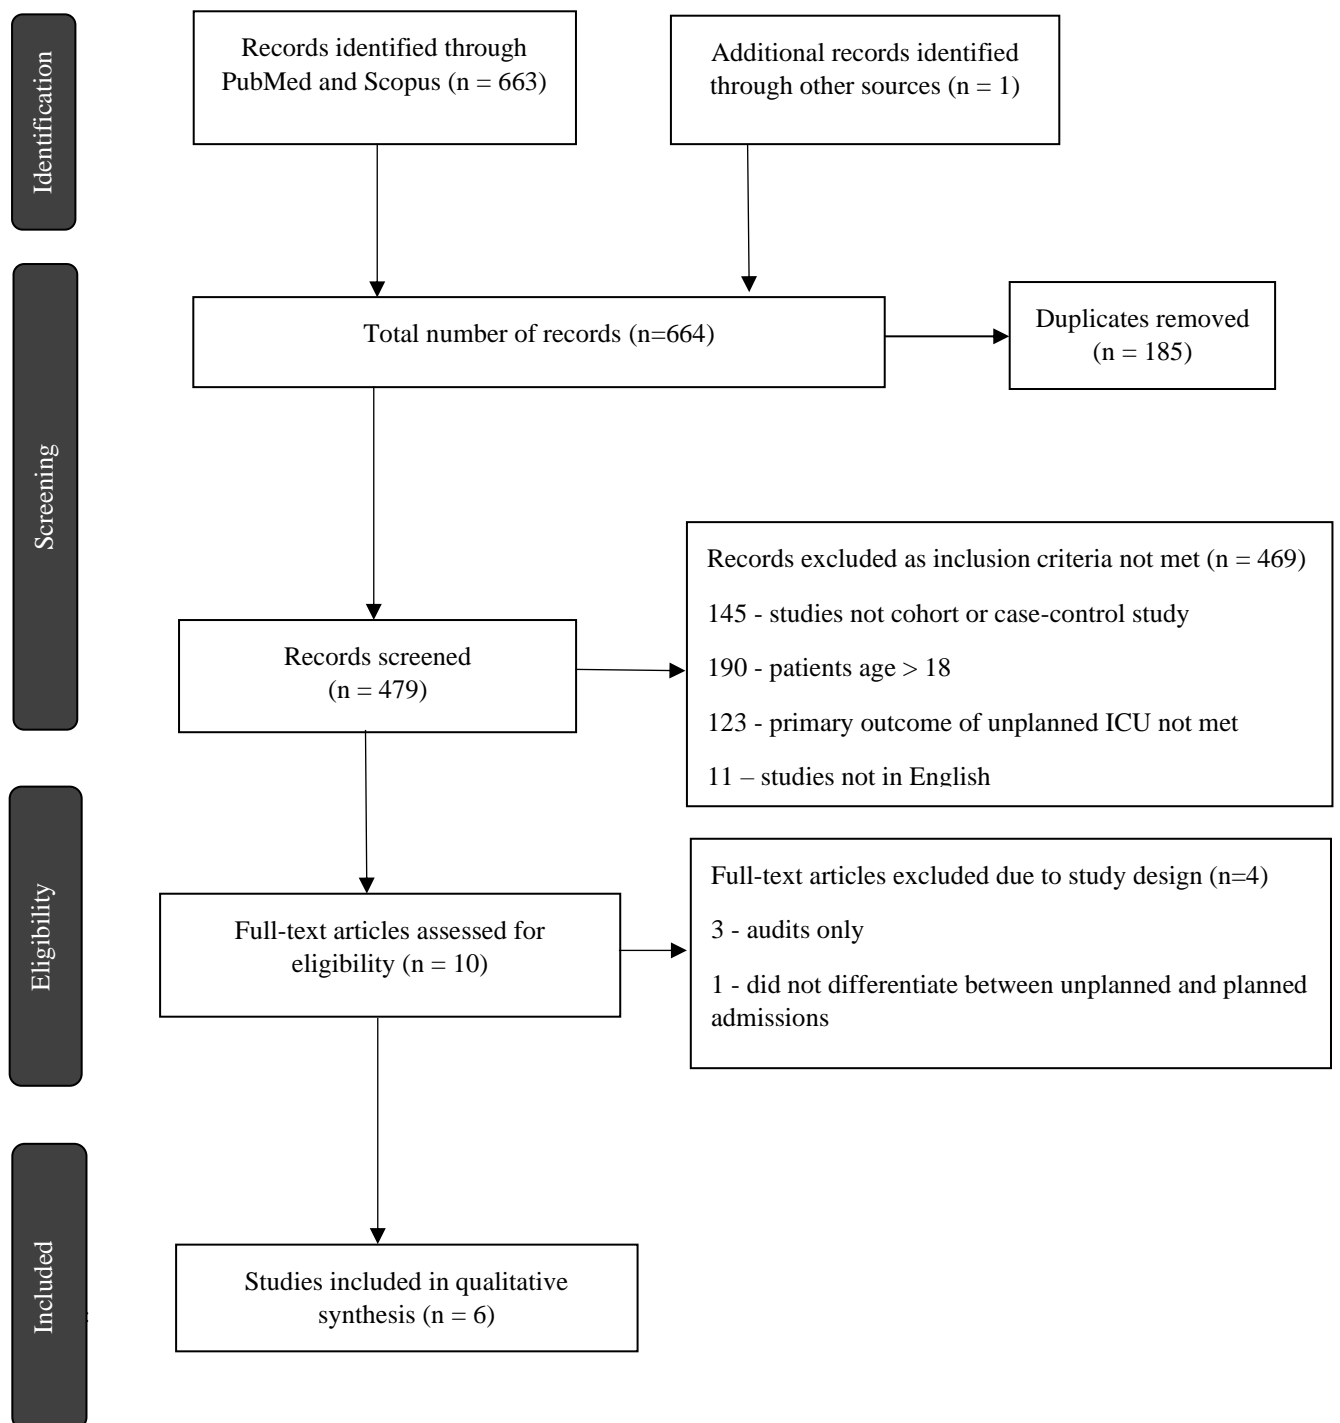 Identification
Records identified through
PubMed and Scopus (n = 663)
Additional records identified
through other sources (n = 1)
Screening
Total number of records (n=664)
Duplicates removed
(n = 185)
Records screened
(n = 479)
Records excluded as inclusion criteria not met (n = 469)
145 - studies not cohort or case-control study
190 - patients age > 18
123 - primary outcome of unplanned ICU not met
11 – studies not in English
Eligibility
Full-text articles assessed for
eligibility (n = 10)
Full-text articles excluded due to study design (n=4)
3 - audits only
1 - did not differentiate between unplanned and planned
admissions
Included
Studies included in qualitative
synthesis (n = 6)